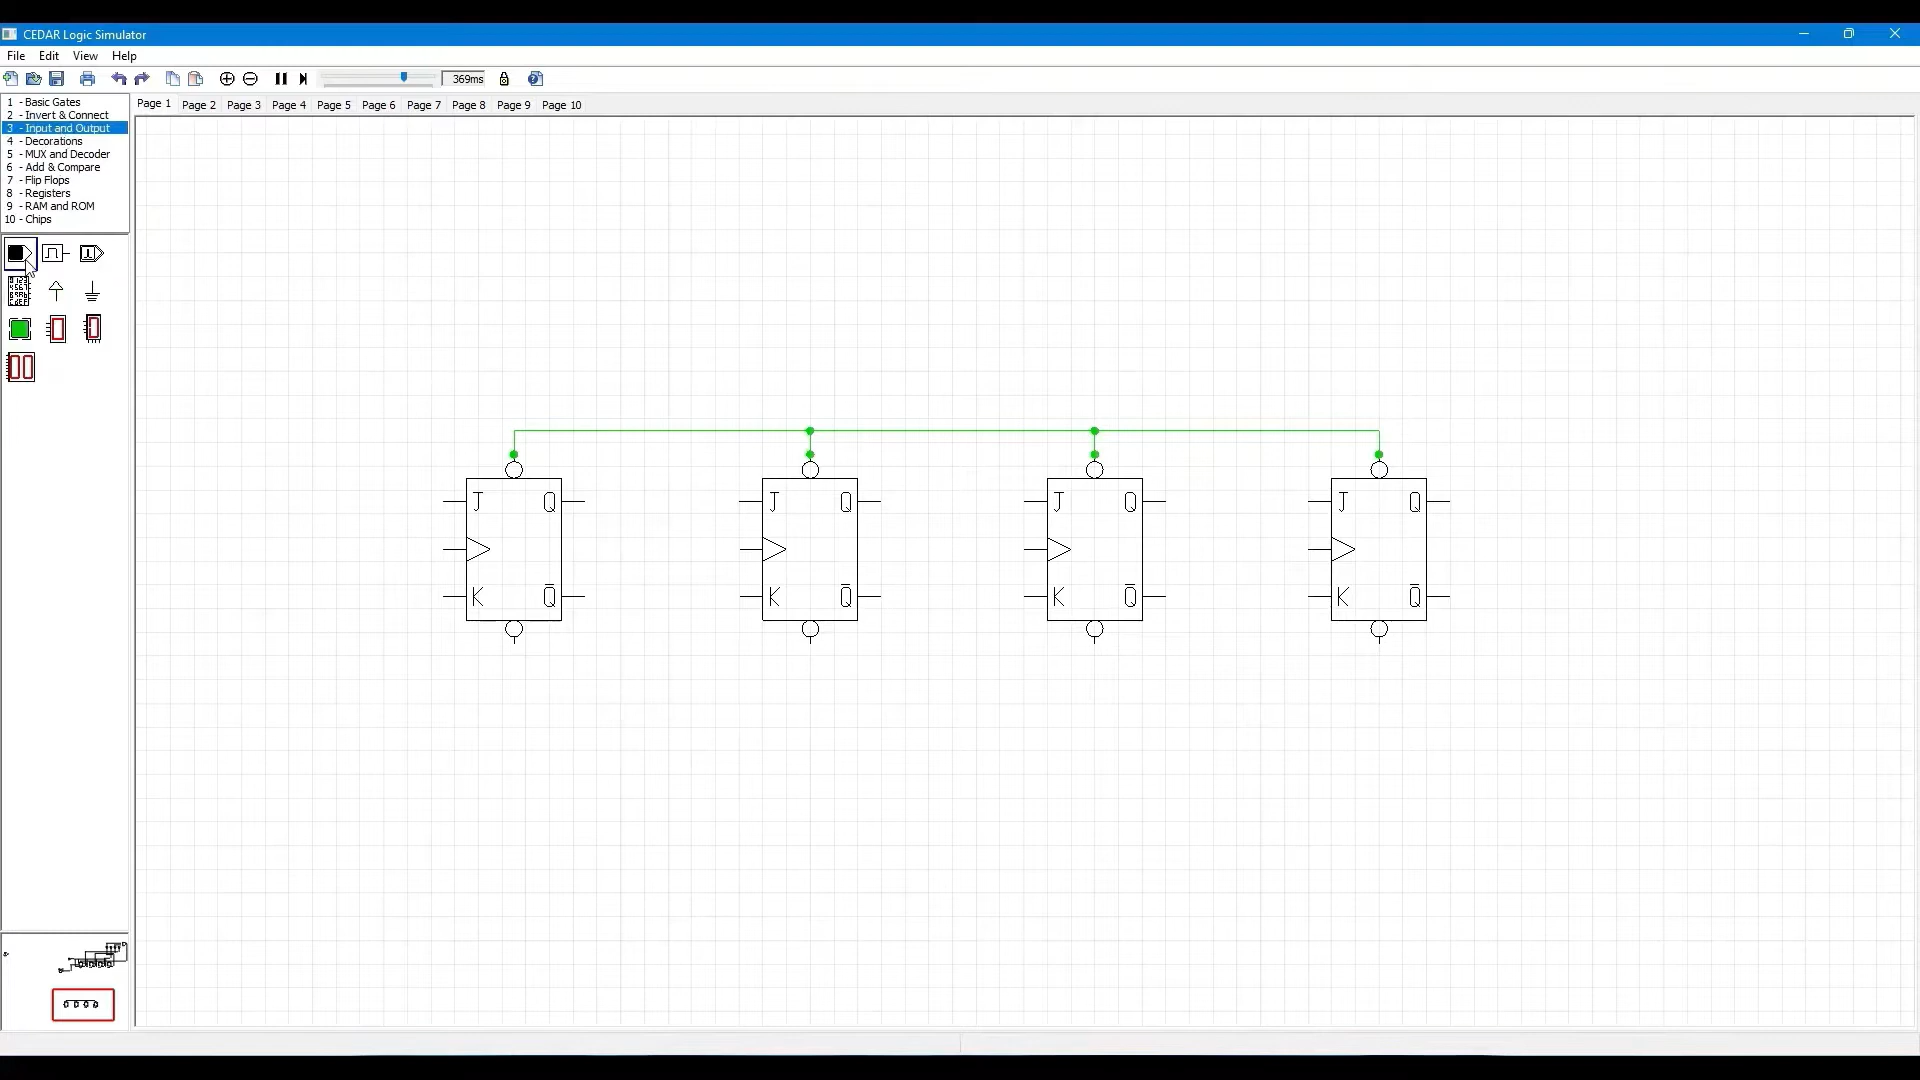 CEDAR Logic Simulator
File Edit View Help
369ms
1 - Basic Gates
2 - Invert & Connect
3 - Input and Output
4 - Decorations
5 - MUX and Decoder
6 - Add & Compare
7 - Flip Flops
8 - Registers
9 - RAM and ROM
10 - Chips
Page 1 Page 2 Page 3 Page 4 Page 5 Page 6 Page 7 Page 8 Page 9 Page 10
J Q J Q J Q J Q
K Q̅ K Q̅ K Q̅ K Q̅